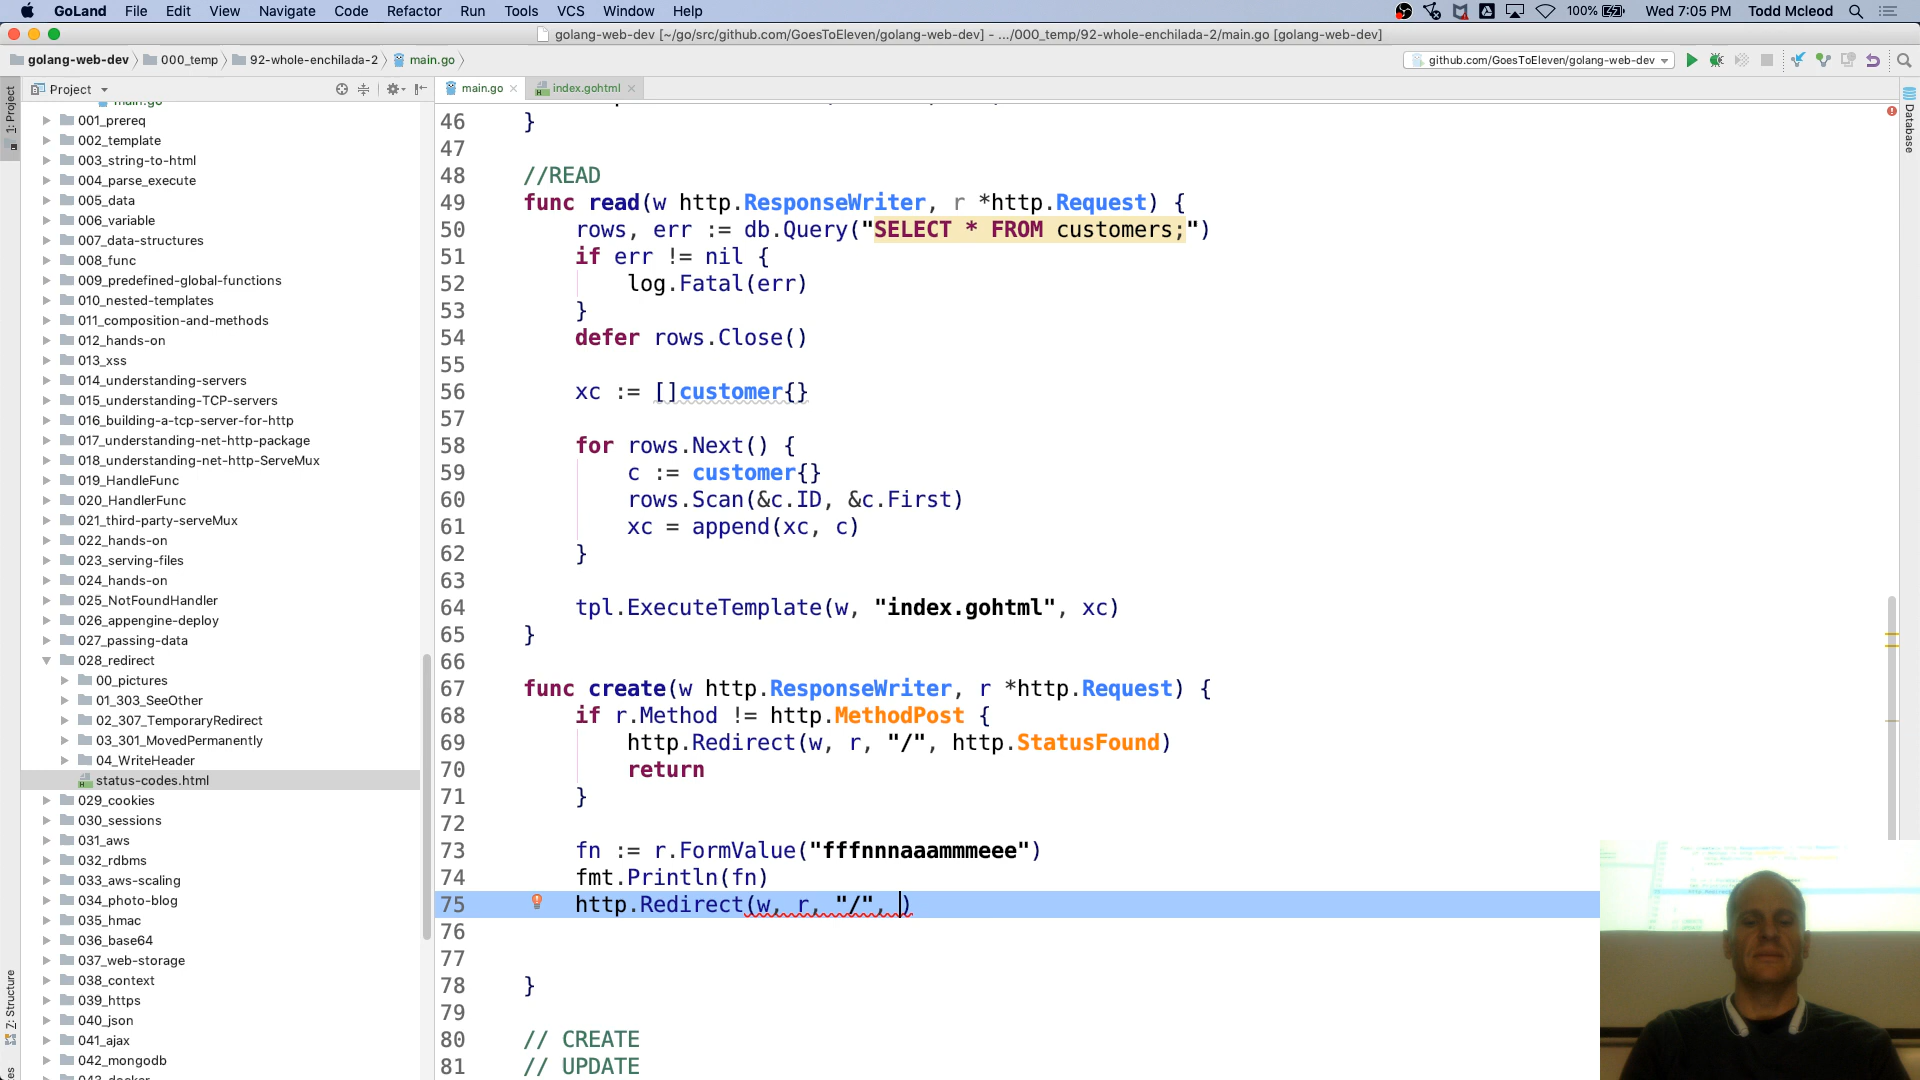 GoLand File Edit View Navigate Code Refactor Run Tools VCS Window Help 100% Wed 7:05 PM Todd Mcleod
golang-web-dev [~/go/src/github.com/GoesToEleven/golang-web-dev] - .../000_temp/92-whole-enchilada-2/main.go [golang-web-dev]
golang-web-dev 000_temp 92-whole-enchilada-2 main.go github.com/GoesToEleven/golang-web-dev
Project main.go index.gohtml
1: Project
Z: Structure
Database
main.go
001_prereq
002_template
003_string-to-html
004_parse_execute
005_data
006_variable
007_data-structures
008_func
009_predefined-global-functions
010_nested-templates
011_composition-and-methods
012_hands-on
013_xss
014_understanding-servers
015_understanding-TCP-servers
016_building-a-tcp-server-for-http
017_understanding-net-http-package
018_understanding-net-http-ServeMux
019_HandleFunc
020_HandlerFunc
021_third-party-serveMux
022_hands-on
023_serving-files
024_hands-on
025_NotFoundHandler
026_appengine-deploy
027_passing-data
028_redirect
00_pictures
01_303_SeeOther
02_307_TemporaryRedirect
03_301_MovedPermanently
04_WriteHeader
status-codes.html
029_cookies
030_sessions
031_aws
032_rdbms
033_aws-scaling
034_photo-blog
035_hmac
036_base64
037_web-storage
038_context
039_https
040_json
041_ajax
042_mongodb
46 }
47
48 //READ
49 func read(w http.ResponseWriter, r *http.Request) {
50 rows, err := db.Query("SELECT * FROM customers;")
51 if err != nil {
52 log.Fatal(err)
53 }
54 defer rows.Close()
55
56 xc := []customer{}
57
58 for rows.Next() {
59 c := customer{}
60 rows.Scan(&c.ID, &c.First)
61 xc = append(xc, c)
62 }
63
64 tpl.ExecuteTemplate(w, "index.gohtml", xc)
65 }
66
67 func create(w http.ResponseWriter, r *http.Request) {
68 if r.Method != http.MethodPost {
69 http.Redirect(w, r, "/", http.StatusFound)
70 return
71 }
72
73 fn := r.FormValue("fffnnnaaammmeee")
74 fmt.Println(fn)
75 http.Redirect(w, r, "/", )
76
77
78 }
79
80 // CREATE
81 // UPDATE